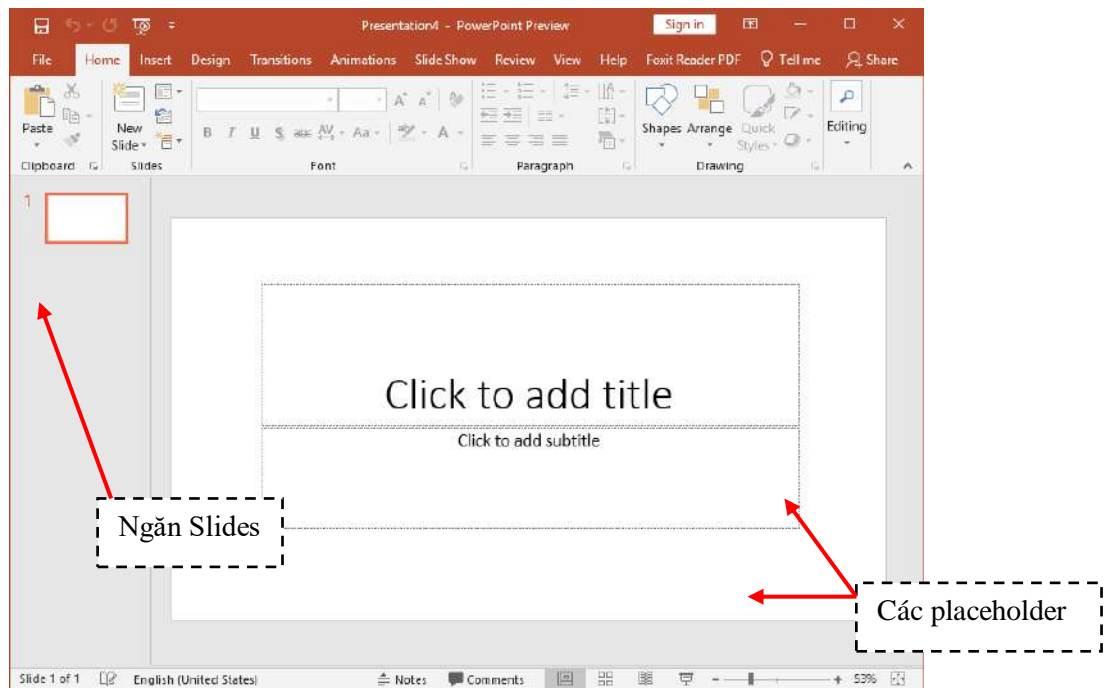 Presentation4 - PowerPoint Preview Sign in
File Home Insert Design Transitions Animations Slide Show Review View Help Foxit Reader PDF Tell me Share
Paste New Slide B I U S abc AV Aa A A A Shapes Arrange Quick Styles Editing
Clipboard Slides Font Paragraph Drawing
1
Click to add title
Click to add subtitle
Ngăn Slides
Các placeholder
Slide 1 of 1 English (United States) Notes Comments - + 53%